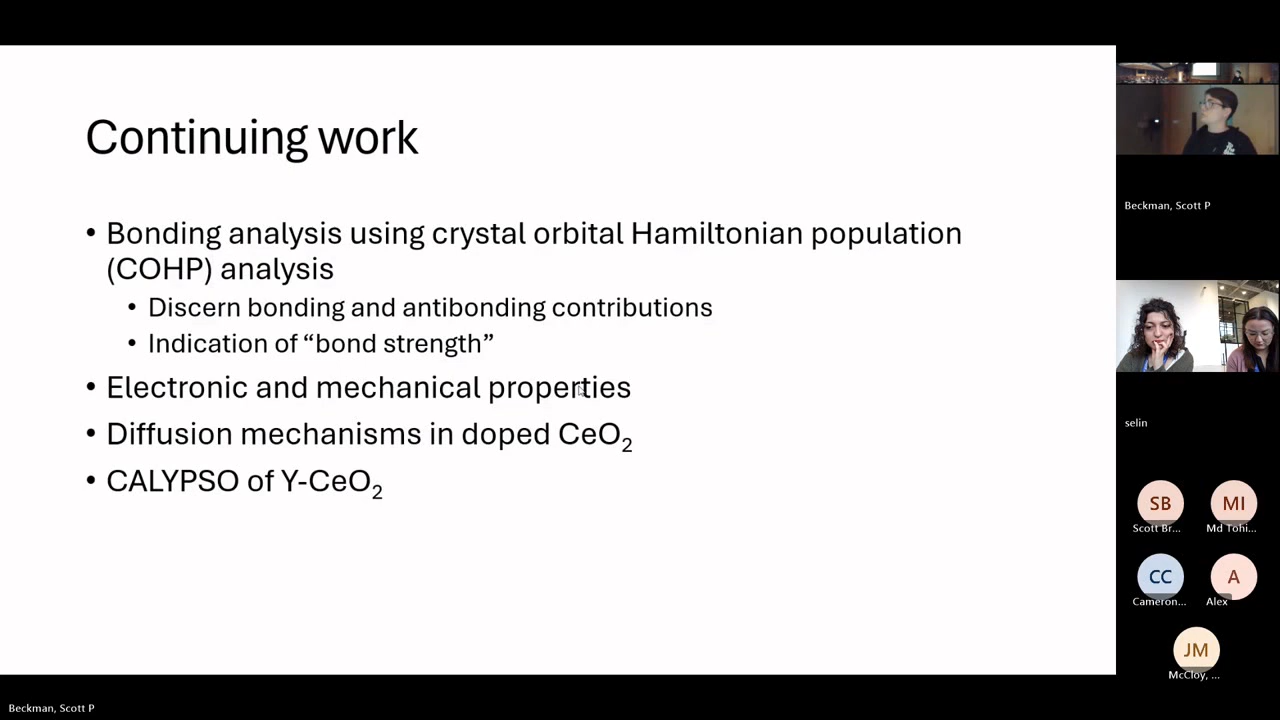 Continuing work
• Bonding analysis using crystal orbital Hamiltonian population
(COHP) analysis
• Discern bonding and antibonding contributions
• Indication of “bond strength”
• Electronic and mechanical properties
• Diffusion mechanisms in doped CeO₂
• CALYPSO of Y-CeO₂
Beckman, Scott P
selin
SB
MI
Scott Br...
Md Tohi...
CC
A
Cameron...
Alex
JM
McCloy, ...
Beckman, Scott P